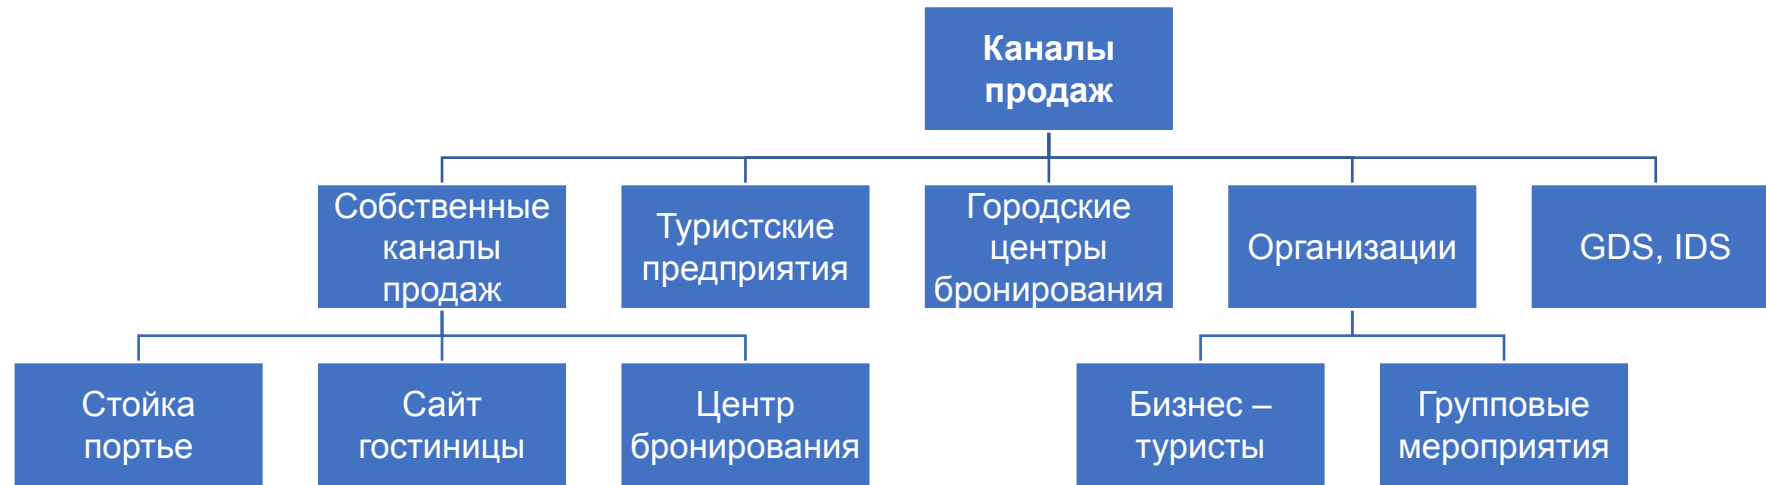 Каналы
продаж
Собственные
каналы
продаж
Туристские
предприятия
Городские
центры
бронирования
Организации
GDS, IDS
Стойка
портье
Сайт
гостиницы
Центр
бронирования
Бизнес –
туристы
Групповые
мероприятия